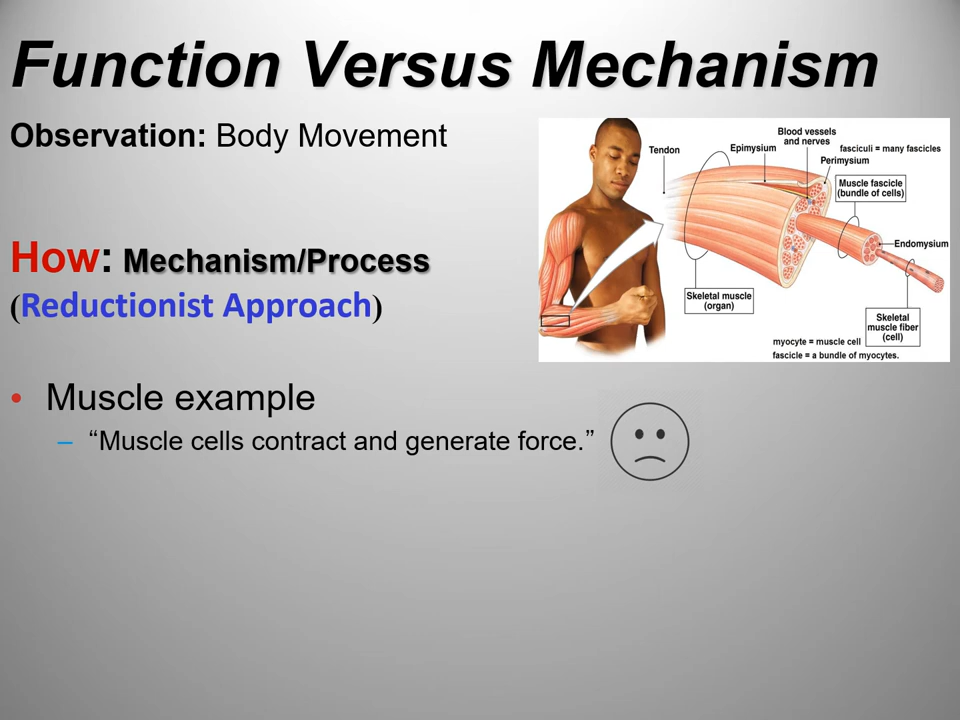 Function Versus Mechanism
Observation: Body Movement
How: Mechanism/Process
(Reductionist Approach)
• Muscle example
– “Muscle cells contract and generate force.”
Tendon
Epimysium
Blood vessels
and nerves
fasciculi = many fascicles
Perimysium
Muscle fascicle
(bundle of cells)
Endomysium
Skeletal muscle
(organ)
Skeletal
muscle fiber
(cell)
myocyte = muscle cell
fascicle = a bundle of myocytes.